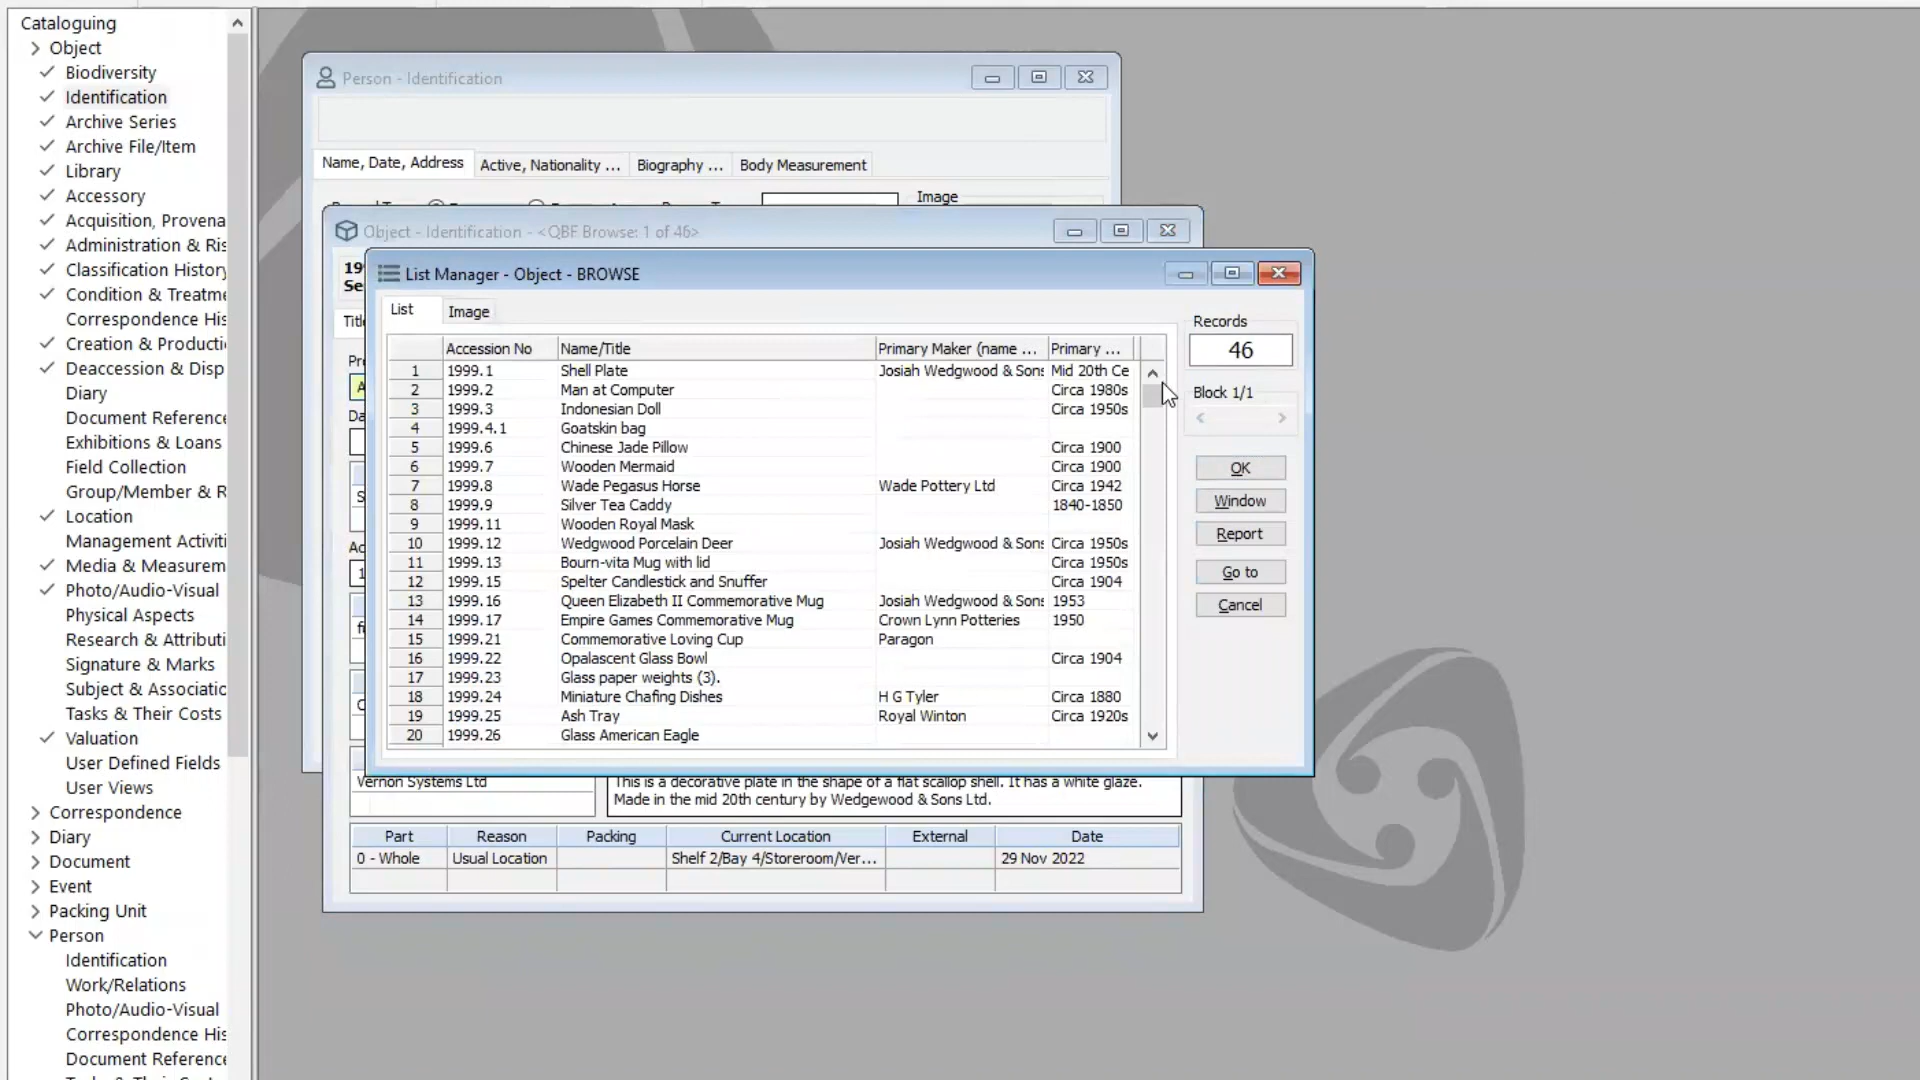 Cataloguing
Object
Biodiversity
Identification
Archive Series
Archive File/Item
Library
Accessory
Acquisition, Provena
Administration & Ris
Classification History
Condition & Treatme
Correspondence His
Creation & Producti
Deaccession & Disp
Diary
Document Reference
Exhibitions & Loans
Field Collection
Group/Member & R
Location
Management Activiti
Media & Measurem
Photo/Audio-Visual
Physical Aspects
Research & Attributi
Signature & Marks
Subject & Associatio
Tasks & Their Costs
Valuation
User Defined Fields
User Views
Correspondence
Diary
Document
Event
Packing Unit
Person
Identification
Work/Relations
Photo/Audio-Visual
Correspondence His
Document Reference
Person - Identification
Name, Date, Address Active, Nationality ... Biography ... Body Measurement
Image
Object - Identification - <QBF Browse: 1 of 46>
List Manager - Object - BROWSE
List Image
Accession No Name/Title Primary Maker (name ... Primary ...
1 1999.1 Shell Plate Josiah Wedgwood & Sons Mid 20th Ce
2 1999.2 Man at Computer Circa 1980s
3 1999.3 Indonesian Doll Circa 1950s
4 1999.4.1 Goatskin bag
5 1999.6 Chinese Jade Pillow Circa 1900
6 1999.7 Wooden Mermaid Circa 1900
7 1999.8 Wade Pegasus Horse Wade Pottery Ltd Circa 1942
8 1999.9 Silver Tea Caddy 1840-1850
9 1999.11 Wooden Royal Mask
10 1999.12 Wedgwood Porcelain Deer Josiah Wedgwood & Sons Circa 1950s
11 1999.13 Bourn-vita Mug with lid Circa 1950s
12 1999.15 Spelter Candlestick and Snuffer Circa 1904
13 1999.16 Queen Elizabeth II Commemorative Mug Josiah Wedgwood & Sons 1953
14 1999.17 Empire Games Commemorative Mug Crown Lynn Potteries 1950
15 1999.21 Commemorative Loving Cup Paragon
16 1999.22 Opalascent Glass Bowl Circa 1904
17 1999.23 Glass paper weights (3).
18 1999.24 Miniature Chafing Dishes H G Tyler Circa 1880
19 1999.25 Ash Tray Royal Winton Circa 1920s
20 1999.26 Glass American Eagle
Records
46
Block 1/1
OK
Window
Report
Go to
Cancel
Vernon Systems Ltd
This is a decorative plate in the shape of a flat scallop shell. It has a white glaze.
Made in the mid 20th century by Wedgewood & Sons Ltd.
Part Reason Packing Current Location External Date
0 - Whole Usual Location Shelf 2/Bay 4/Storeroom/Ver... 29 Nov 2022